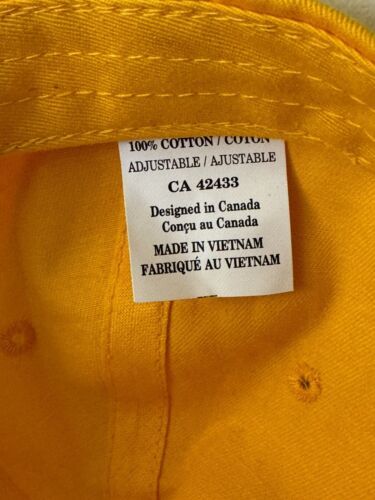 100% COTTON / COTON
ADJUSTABLE / AJUSTABLE
CA 42433
Designed in Canada
Conçu au Canada
MADE IN VIETNAM
FABRIQUÉ AU VIETNAM